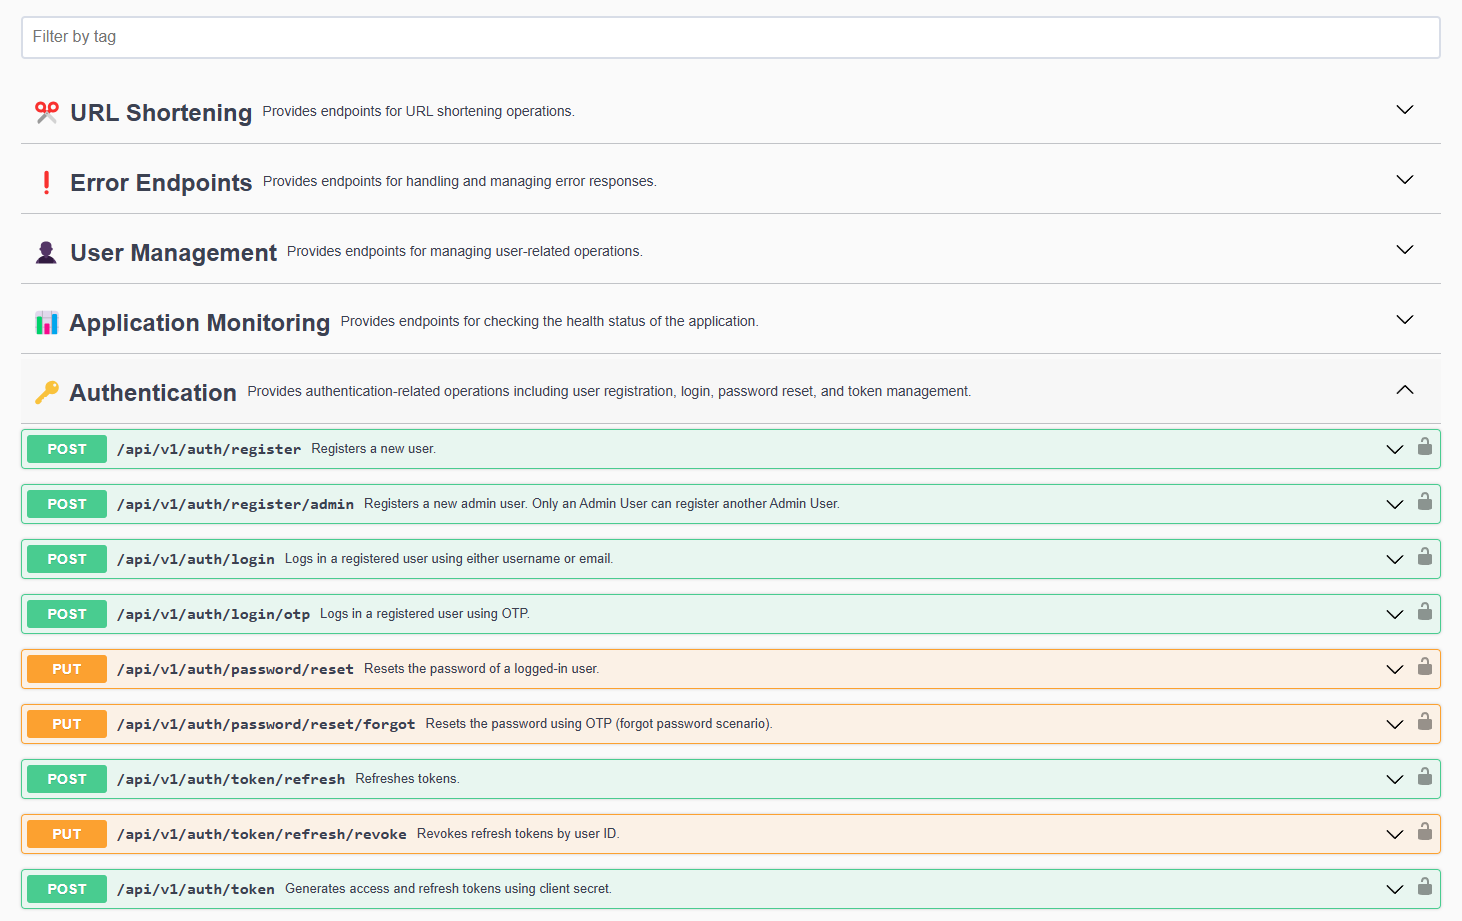 Filter by tag
URL Shortening Provides endpoints for URL shortening operations.
Error Endpoints Provides endpoints for handling and managing error responses.
User Management Provides endpoints for managing user-related operations.
Application Monitoring Provides endpoints for checking the health status of the application.
Authentication Provides authentication-related operations including user registration, login, password reset, and token management.
POST /api/v1/auth/register Registers a new user.
POST /api/v1/auth/register/admin Registers a new admin user. Only an Admin User can register another Admin User.
POST /api/v1/auth/login Logs in a registered user using either username or email.
POST /api/v1/auth/login/otp Logs in a registered user using OTP.
PUT /api/v1/auth/password/reset Resets the password of a logged-in user.
PUT /api/v1/auth/password/reset/forgot Resets the password using OTP (forgot password scenario).
POST /api/v1/auth/token/refresh Refreshes tokens.
PUT /api/v1/auth/token/refresh/revoke Revokes refresh tokens by user ID.
POST /api/v1/auth/token Generates access and refresh tokens using client secret.